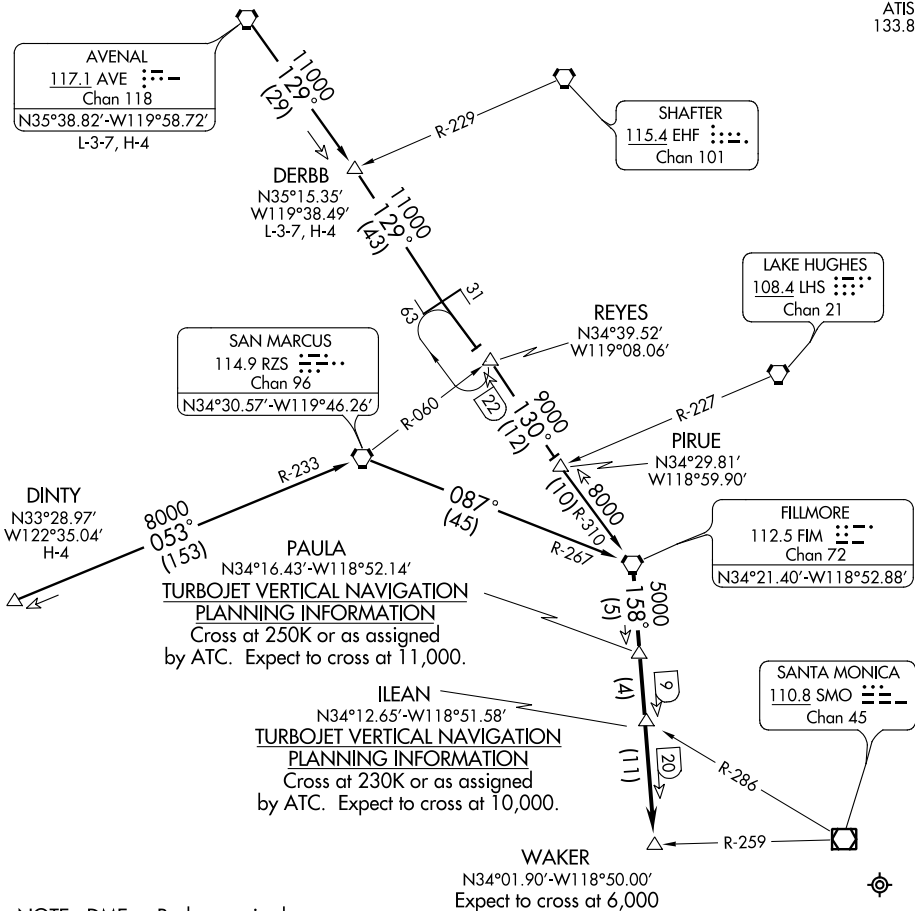 ATIS
133.8
AVENAL
117.1 AVE
Chan 118
N35°38.82'-W119°58.72'
L-3-7, H-4
11000
129°
(29)
SHAFTER
115.4 EHF
Chan 101
R-229
DERBB
N35°15.35'
W119°38.49'
L-3-7, H-4
11000
129°
(43)
LAKE HUGHES
108.4 LHS
Chan 21
63
31
REYES
N34°39.52'
W119°08.06'
SAN MARCUS
114.9 RZS
Chan 96
N34°30.57'-W119°46.26'
R-060
22
9000
130°
(12)
R-227
PIRUE
N34°29.81'
W118°59.90'
R-233
DINTY
N33°28.97'
W122°35.04'
H-4
8000
053°
(153)
087°
(45)
R-267
8000
(10)
R-310
FILLMORE
112.5 FIM
Chan 72
N34°21.40'-W118°52.88'
PAULA
N34°16.43'-W118°52.14'
TURBOJET VERTICAL NAVIGATION
PLANNING INFORMATION
Cross at 250K or as assigned
by ATC. Expect to cross at 11,000.
5000
158°
(5)
(4)
9
SANTA MONICA
110.8 SMO
Chan 45
ILEAN
N34°12.65'-W118°51.58'
TURBOJET VERTICAL NAVIGATION
PLANNING INFORMATION
Cross at 230K or as assigned
by ATC. Expect to cross at 10,000.
(11)
20
R-286
R-259
WAKER
N34°01.90'-W118°50.00'
Expect to cross at 6,000